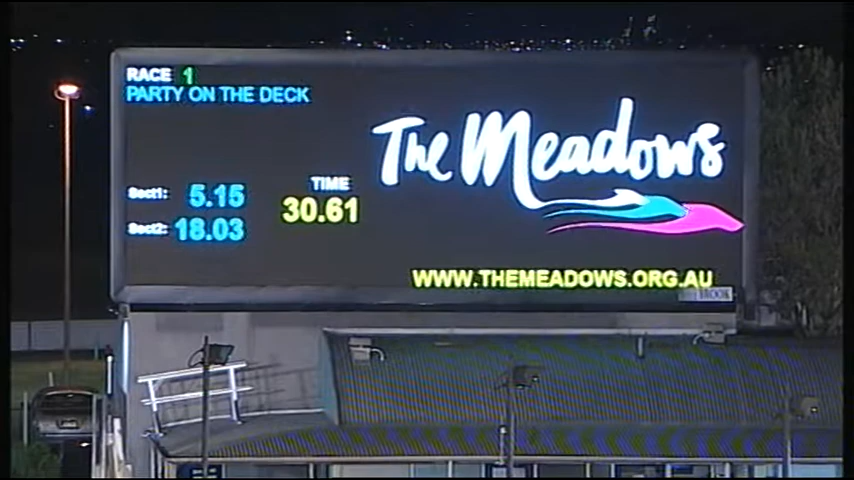 RACE 1
PARTY ON THE DECK
The Meadows
Sect1: 5.15
TIME
30.61
Sect2: 18.03
WWW.THEMEADOWS.ORG.AU